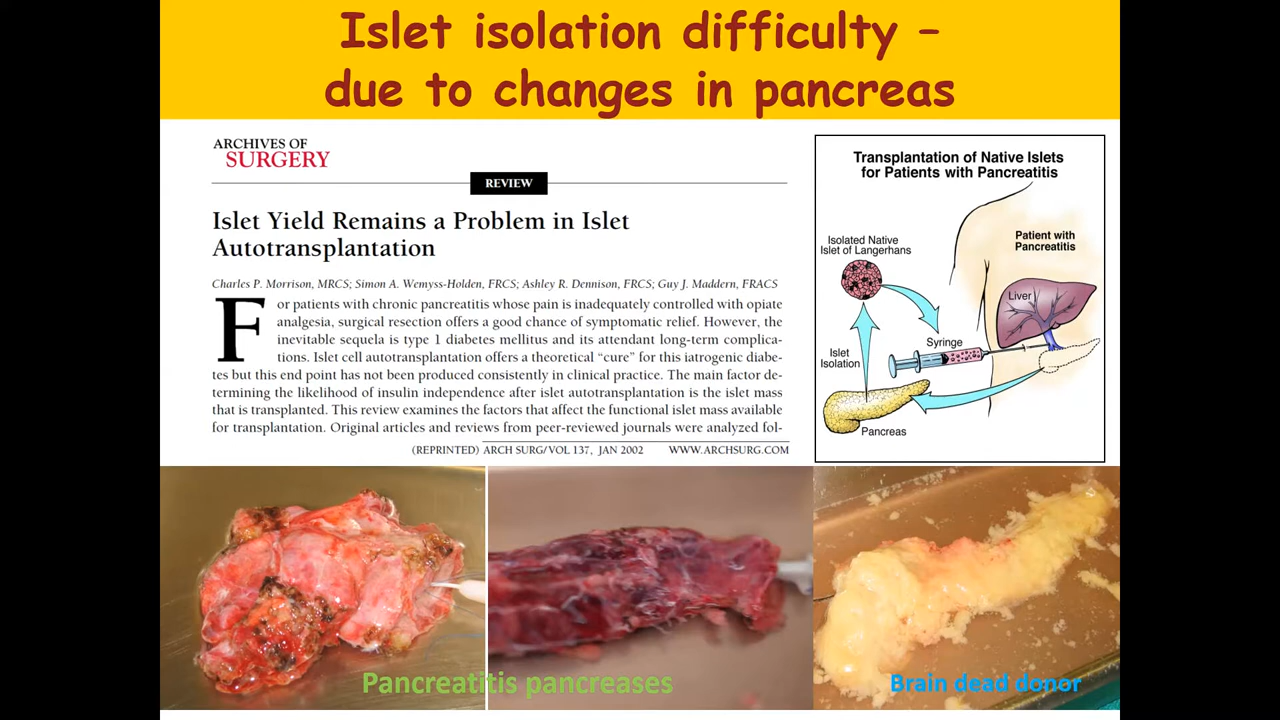 Islet isolation difficulty –
due to changes in pancreas
ARCHIVES OF
SURGERY
REVIEW
Islet Yield Remains a Problem in Islet
Autotransplantation
Charles P. Morrison, MRCS; Simon A. Wemyss-Holden, FRCS; Ashley R. Dennison, FRCS; Guy J. Maddern, FRACS
For patients with chronic pancreatitis whose pain is inadequately controlled with opiate
analgesia, surgical resection offers a good chance of symptomatic relief. However, the
inevitable sequela is type 1 diabetes mellitus and its attendant long-term complica-
tions. Islet cell autotransplantation offers a theoretical “cure” for this iatrogenic diabe-
tes but this end point has not been produced consistently in clinical practice. The main factor de-
termining the likelihood of insulin independence after islet autotransplantation is the islet mass
that is transplanted. This review examines the factors that affect the functional islet mass available
for transplantation. Original articles and reviews from peer-reviewed journals were analyzed fol-
(REPRINTED) ARCH SURG/VOL 137, JAN 2002 WWW.ARCHSURG.COM
Transplantation of Native Islets
for Patients with Pancreatitis
Isolated Native
Islet of Langerhans
Patient with
Pancreatitis
Liver
Syringe
Islet
Isolation
Pancreas
Pancreatitis pancreases
Brain dead donor